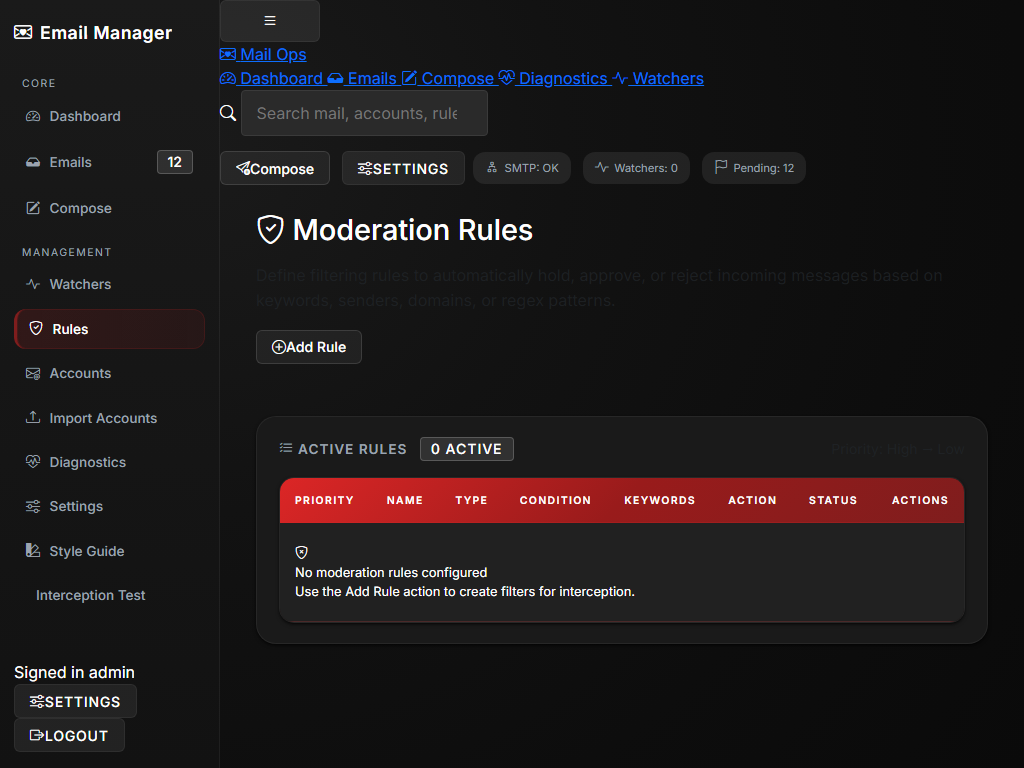 Email Manager
CORE
Dashboard
Emails 12
Compose
MANAGEMENT
Watchers
Rules
Accounts
Import Accounts
Diagnostics
Settings
Style Guide
Interception Test
Signed in admin
SETTINGS
LOGOUT
Mail Ops
Dashboard Emails Compose Diagnostics Watchers
Search mail, accounts, rule
Compose SETTINGS SMTP: OK Watchers: 0 Pending: 12
Moderation Rules
Define filtering rules to automatically hold, approve, or reject incoming messages based on
keywords, senders, domains, or regex patterns.
Add Rule
ACTIVE RULES 0 ACTIVE Priority: High → Low
PRIORITY NAME TYPE CONDITION KEYWORDS ACTION STATUS ACTIONS
No moderation rules configured
Use the Add Rule action to create filters for interception.